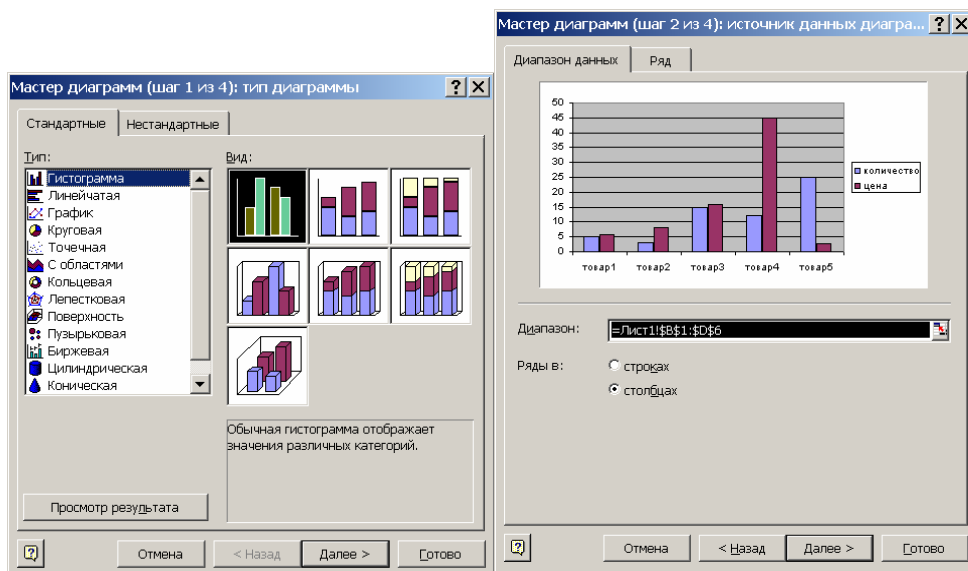 Мастер диаграмм (шаг 1 из 4): тип диаграммы
Стандартные
Нестандартные
Тип:
Вид:
Гистограмма
Линейчатая
График
Круговая
Точечная
С областями
Кольцевая
Лепестковая
Поверхность
Пузырьковая
Биржевая
Цилиндрическая
Коническая
Обычная гистограмма отображает
значения различных категорий.
Просмотр результата
Отмена
< Назад
Далее >
Готово
Мастер диаграмм (шаг 2 из 4): источник данных диагра...
Диапазон данных
Ряд
50
45
40
35
30
25
20
15
10
5
0
товар1 товар2 товар3 товар4 товар5
количество
цена
Диапазон:
=Лист1!$B$1:$D$6
Ряды в:
строках
столбцах
Отмена
< Назад
Далее >
Готово